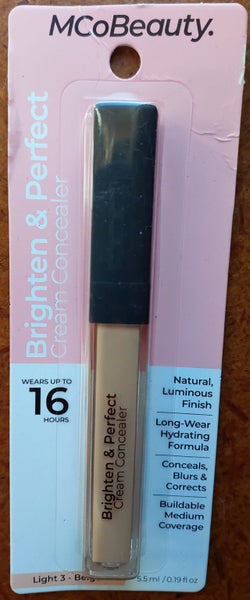 MCoBeauty.
Brighten & Perfect
Cream Concealer
WEARS UP TO
16
HOURS
Brighten & Perfect
Cream Concealer
Natural,
Luminous
Finish
Long-Wear
Hydrating
Formula
Conceals,
Blurs &
Corrects
Buildable
Medium
Coverage
Light 3 - Beige
5.5 ml / 0.19 fl oz